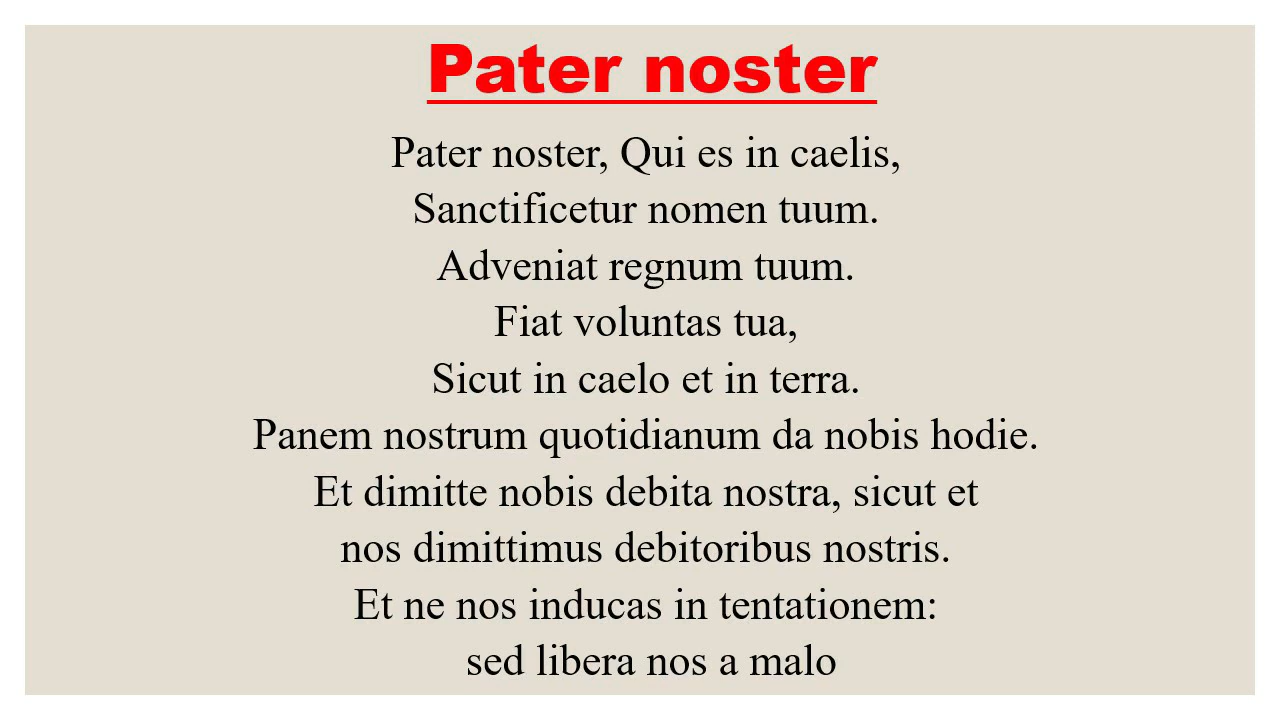 Pater noster
Pater noster, Qui es in caelis,
Sanctificetur nomen tuum.
Adveniat regnum tuum.
Fiat voluntas tua,
Sicut in caelo et in terra.
Panem nostrum quotidianum da nobis hodie.
Et dimitte nobis debita nostra, sicut et
nos dimittimus debitoribus nostris.
Et ne nos inducas in tentationem:
sed libera nos a malo